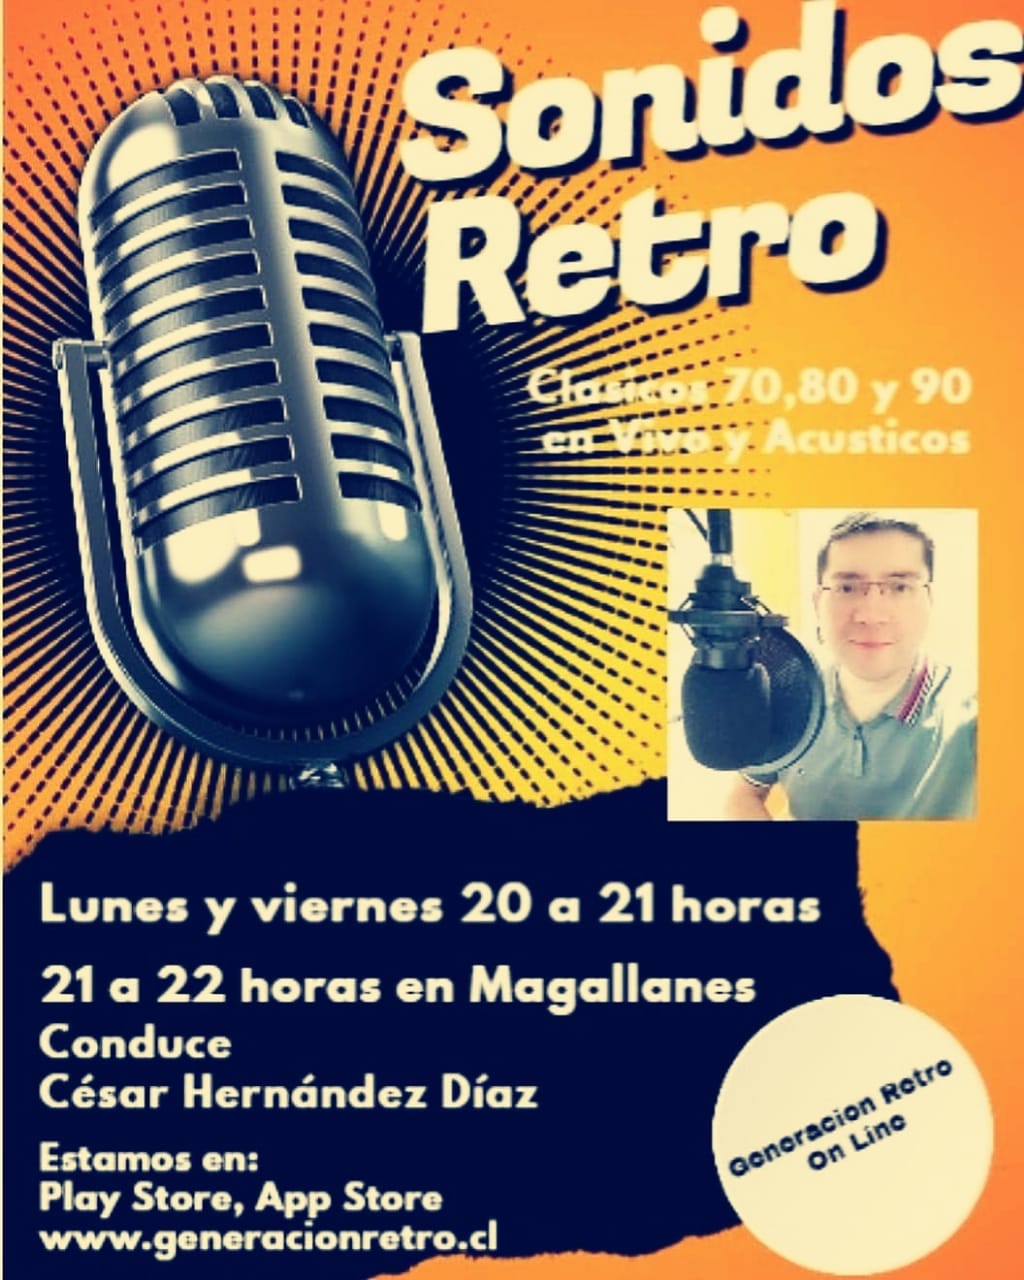 Sonidos
Retro
Clasicos 70,80 y 90
en Vivo y Acusticos
Lunes y viernes 20 a 21 horas
21 a 22 horas en Magallanes
Conduce
César Hernández Díaz
Estamos en:
Play Store, App Store
www.generacionretro.cl
Generacion Retro
On Line